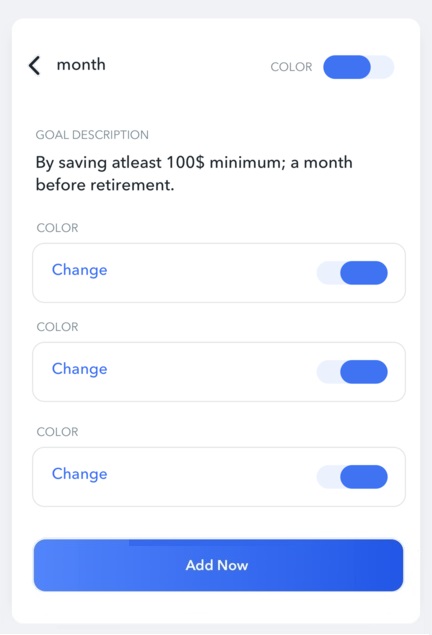 month
COLOR
GOAL DESCRIPTION
By saving atleast 100$ minimum; a month
before retirement.
COLOR
Change
COLOR
Change
COLOR
Change
Add Now